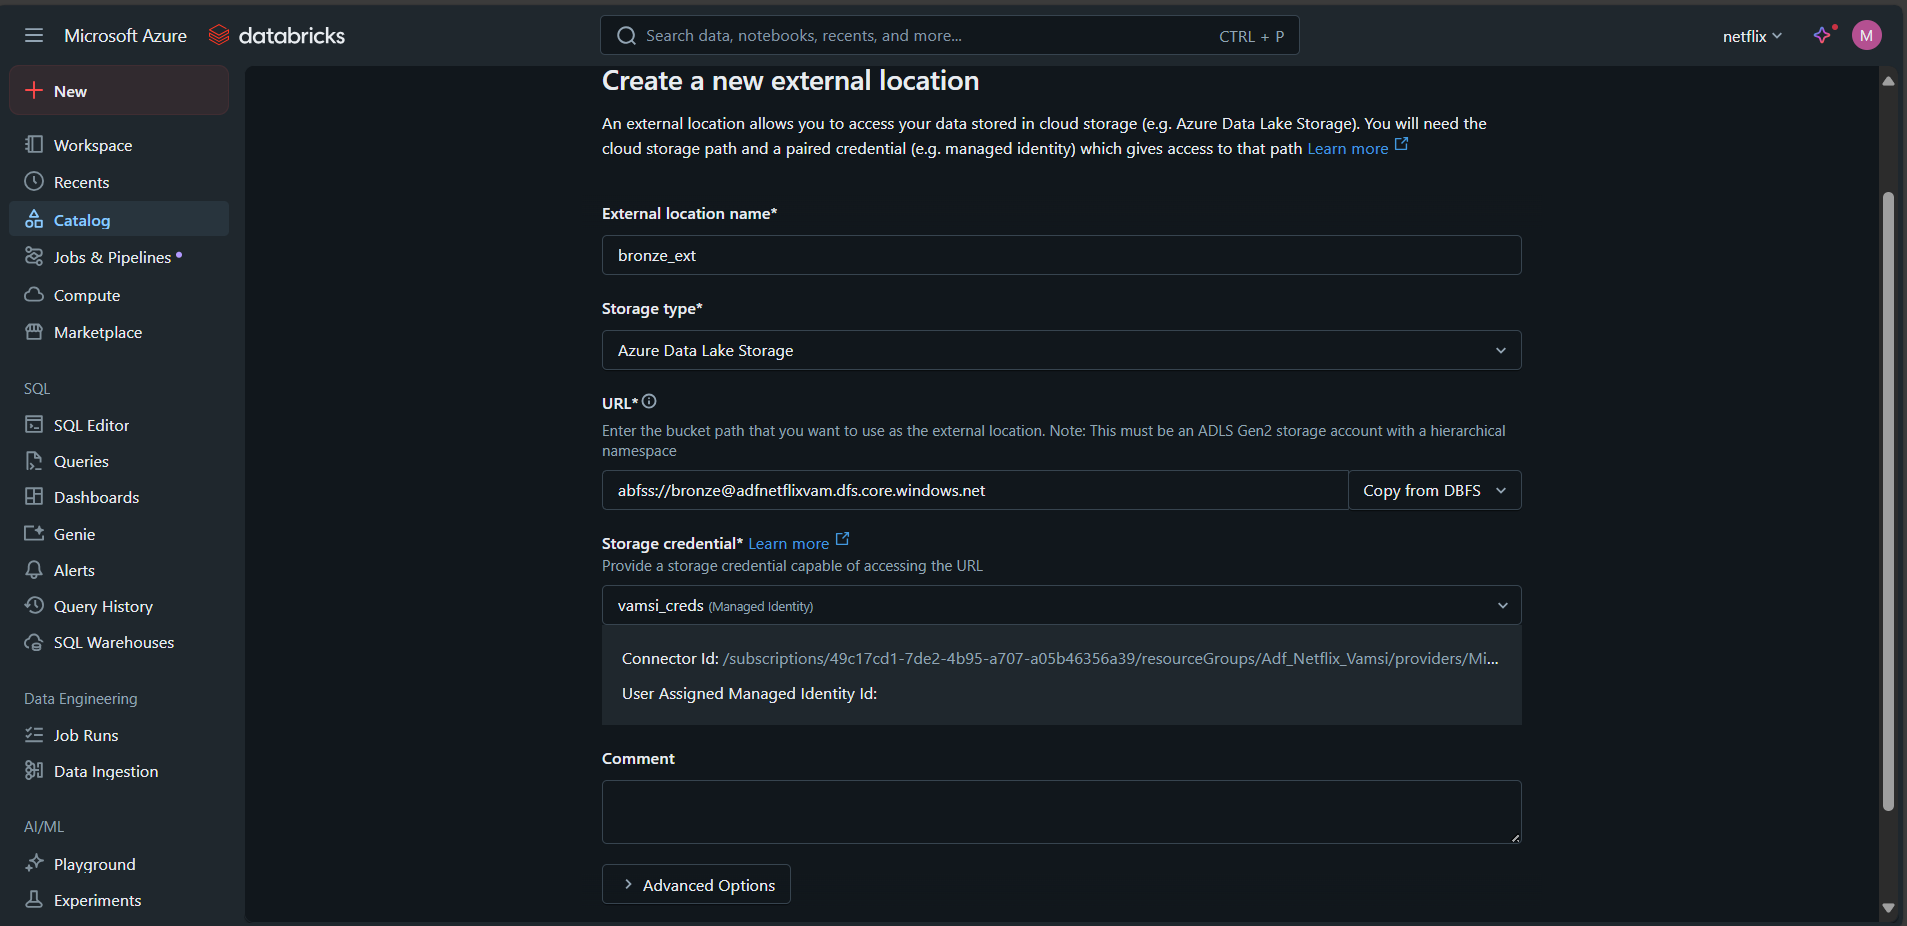 Microsoft Azure databricks
Search data, notebooks, recents, and more... CTRL + P
netflix
M
New
Workspace
Recents
Catalog
Jobs & Pipelines
Compute
Marketplace
SQL
SQL Editor
Queries
Dashboards
Genie
Alerts
Query History
SQL Warehouses
Data Engineering
Job Runs
Data Ingestion
AI/ML
Playground
Experiments
Create a new external location
An external location allows you to access your data stored in cloud storage (e.g. Azure Data Lake Storage). You will need the
cloud storage path and a paired credential (e.g. managed identity) which gives access to that path Learn more
External location name*
bronze_ext
Storage type*
Azure Data Lake Storage
URL*
Enter the bucket path that you want to use as the external location. Note: This must be an ADLS Gen2 storage account with a hierarchical
namespace
abfss://bronze@adfnetflixvam.dfs.core.windows.net Copy from DBFS
Storage credential* Learn more
Provide a storage credential capable of accessing the URL
vamsi_creds (Managed Identity)
Connector Id: /subscriptions/49c17cd1-7de2-4b95-a707-a05b46356a39/resourceGroups/Adf_Netflix_Vamsi/providers/Mi...
User Assigned Managed Identity Id:
Comment
Advanced Options